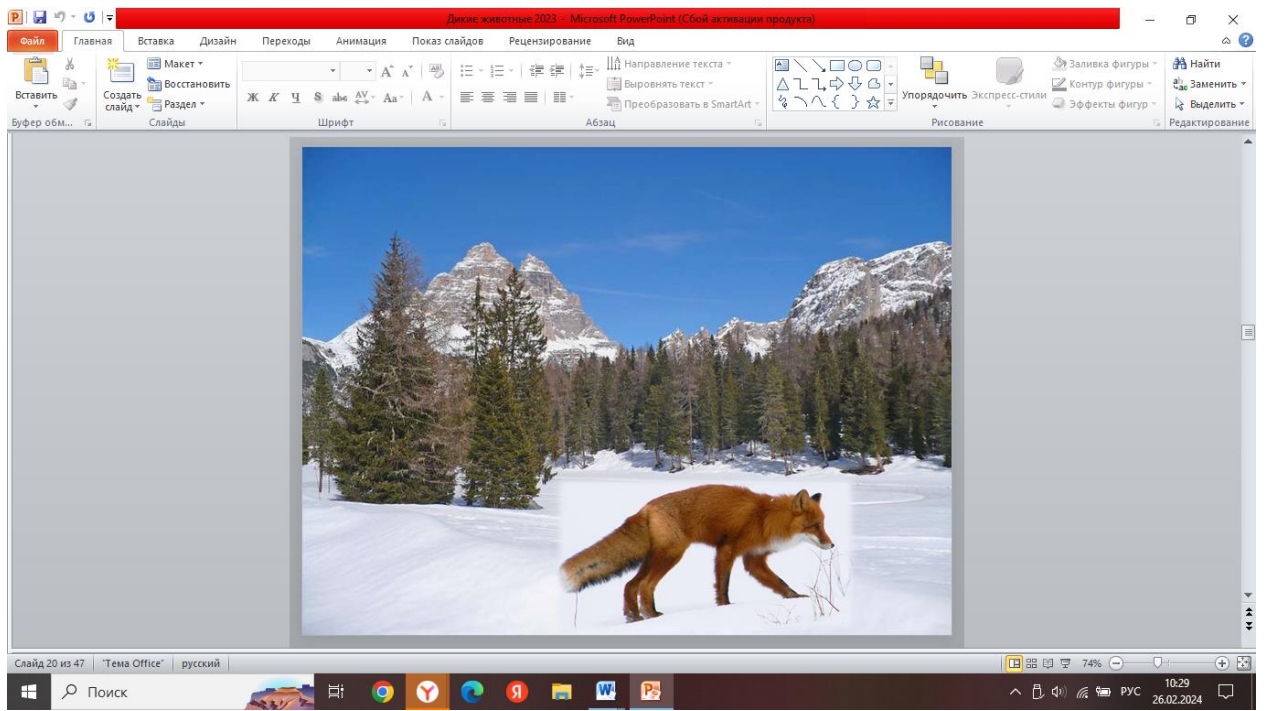 Дикие животные 2023 - Microsoft PowerPoint (Сбой активации продукта)
Файл Главная Вставка Дизайн Переходы Анимация Показ слайдов Рецензирование Вид
Вставить
Буфер обм...
Создать слайд
Макет
Восстановить
Раздел
Слайды
Ж К Ч S abe AV Aa A
Шрифт
Направление текста
Выровнять текст
Преобразовать в SmartArt
Абзац
Упорядочить
Экспресс-стили
Заливка фигуры
Контур фигуры
Эффекты фигур
Рисование
Найти
Заменить
Выделить
Редактирование
Слайд 20 из 47 "Тема Office" русский 74%
Поиск
РУС
10:29
26.02.2024